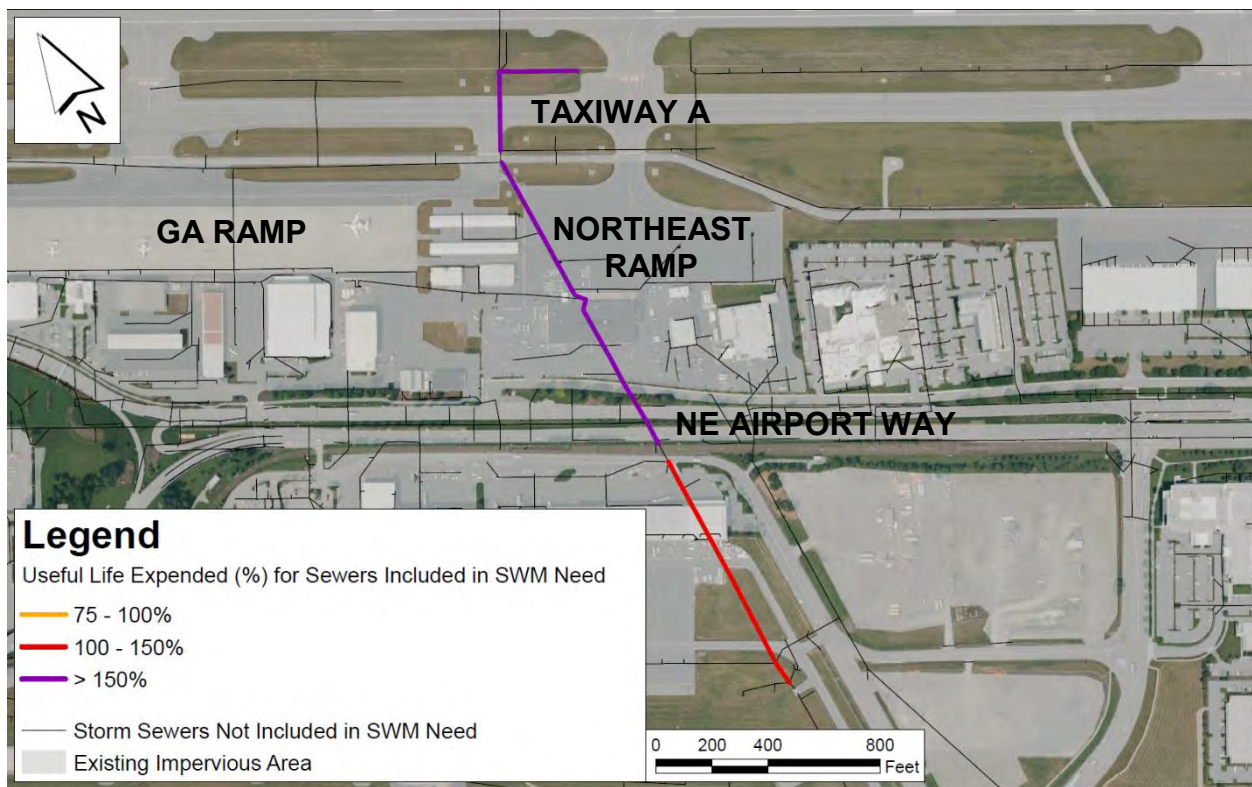 N
TAXIWAY A
GA RAMP
NORTHEAST
RAMP
NE AIRPORT WAY
Legend
Useful Life Expended (%) for Sewers Included in SWM Need
75 - 100%
100 - 150%
> 150%
Storm Sewers Not Included in SWM Need
Existing Impervious Area
0 200 400 800
Feet